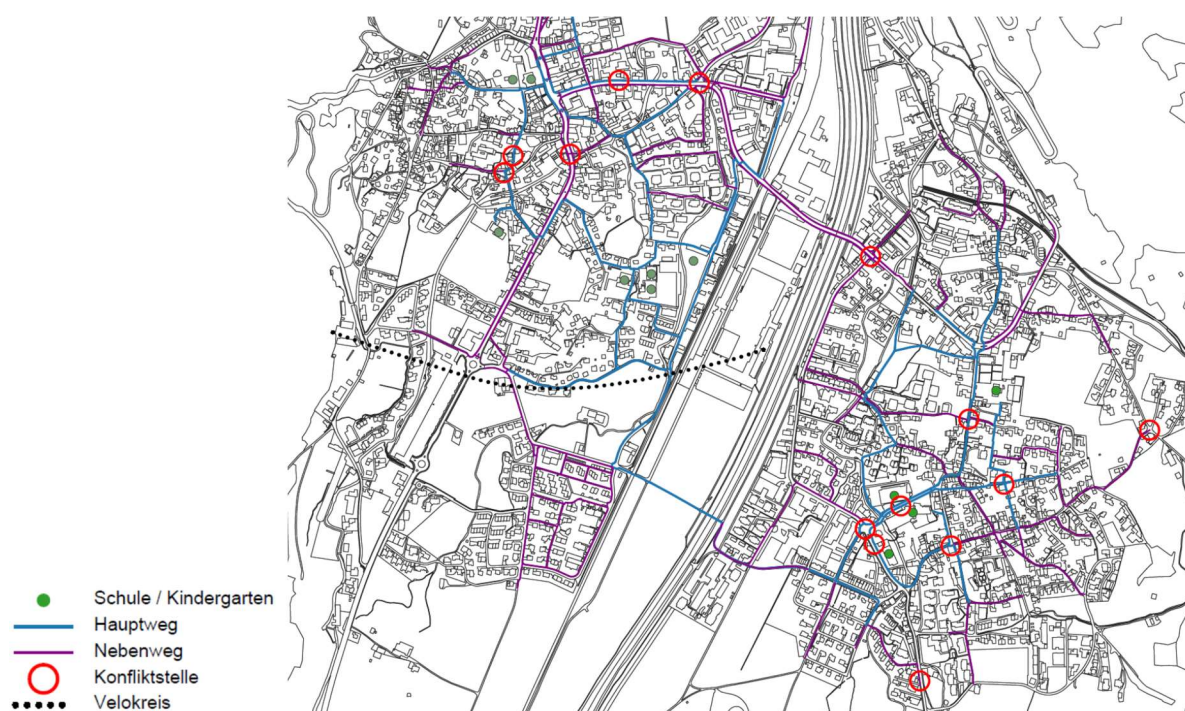 Schule / Kindergarten
Hauptweg
Nebenweg
Konfliktstelle
Velokreis